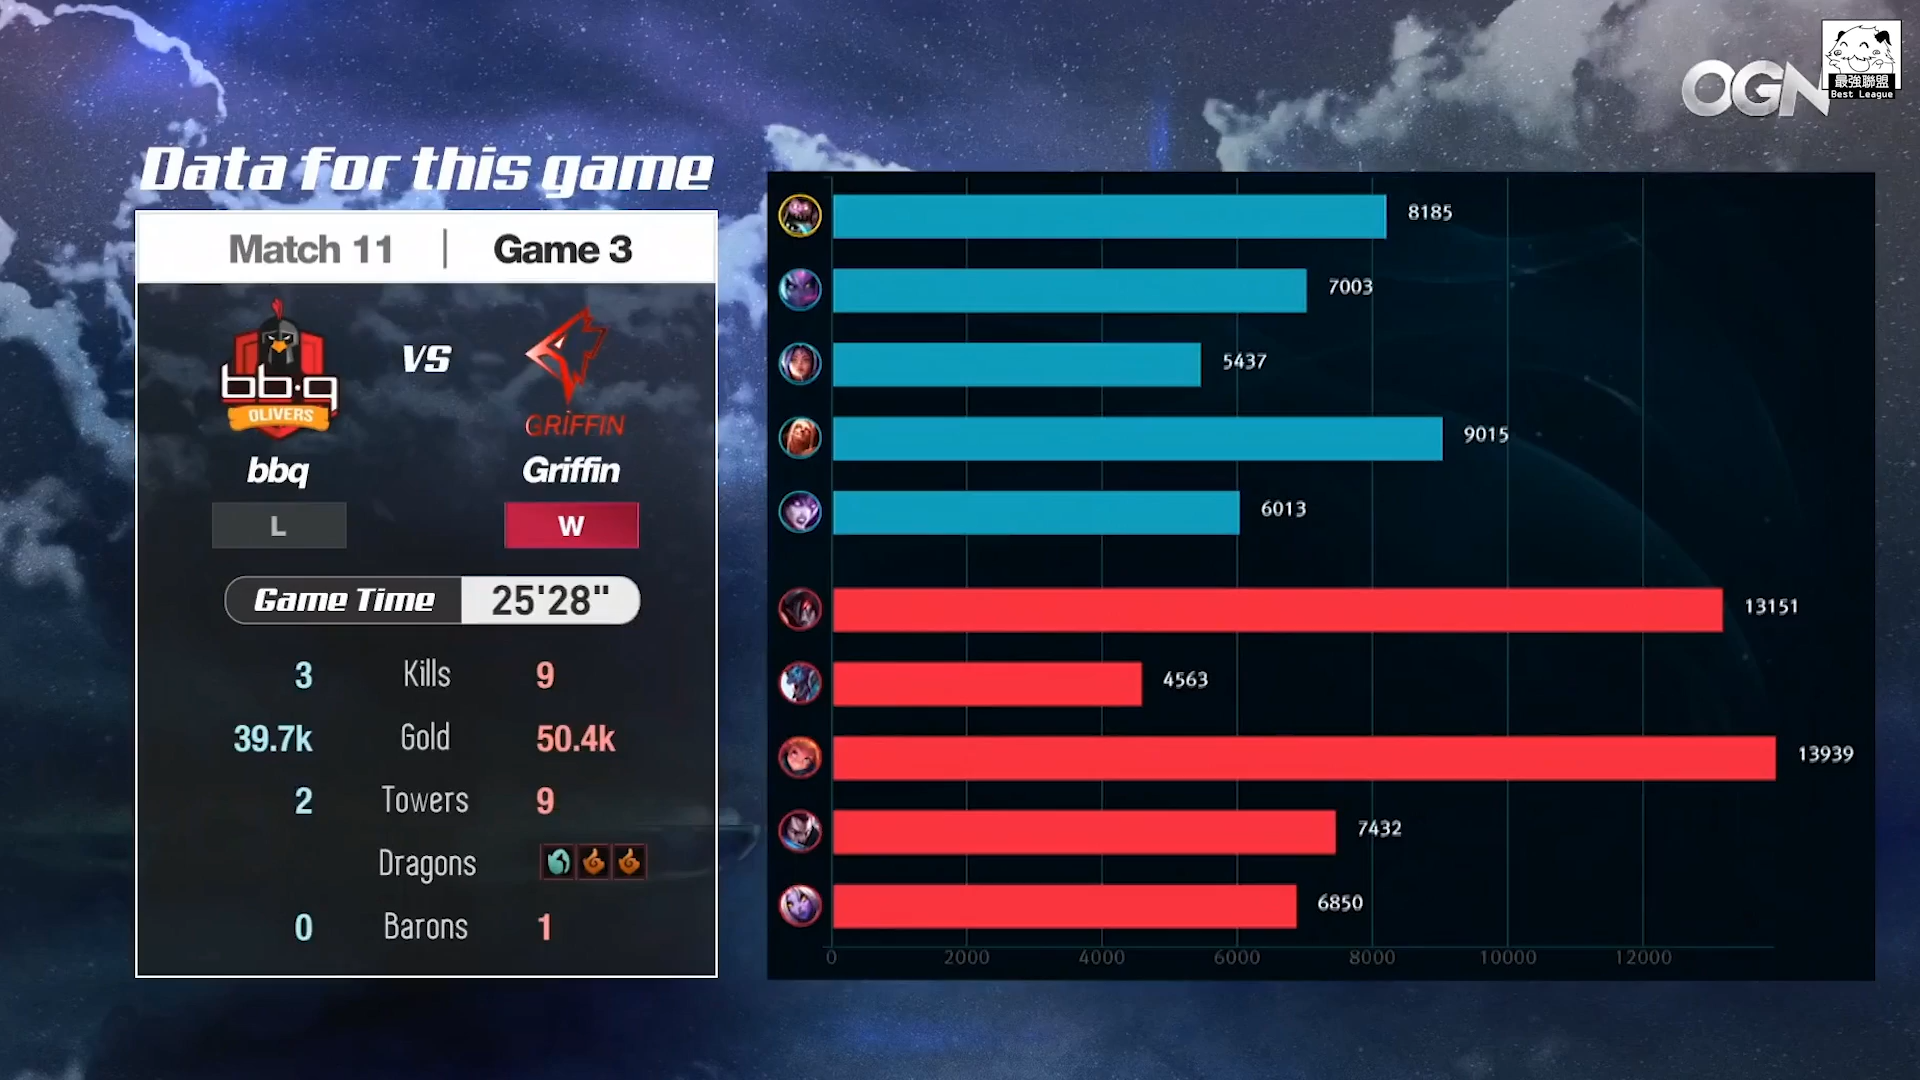 OGN
最強聯盟
Best League
Data for this game
Match 11 | Game 3
bb·q
OLIVERS
VS
GRIFFIN
bbq
Griffin
L
W
Game Time 25'28"
3 Kills 9
39.7k Gold 50.4k
2 Towers 9
Dragons
0 Barons 1
8185
7003
5437
9015
6013
13151
4563
13939
7432
6850
0 2000 4000 6000 8000 10000 12000